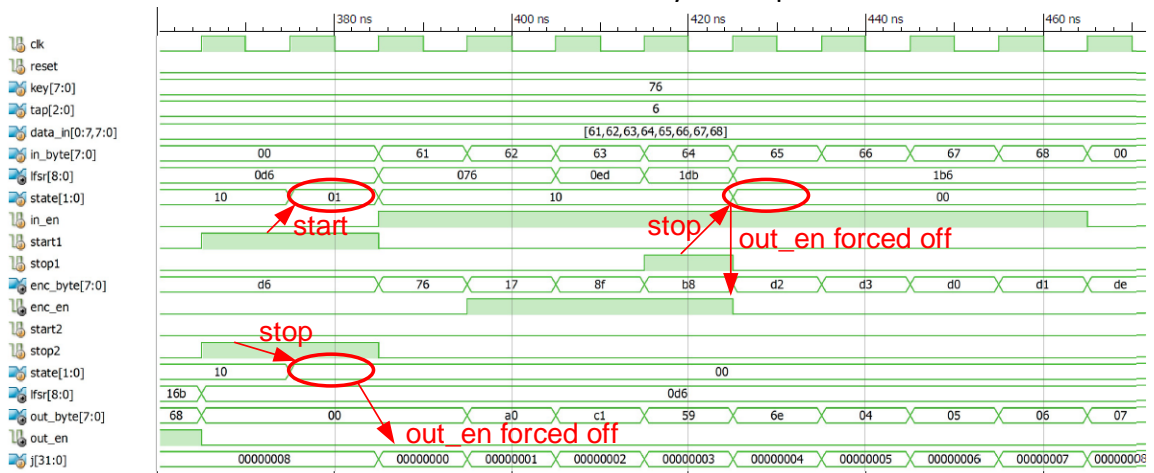 380 ns 400 ns 420 ns 440 ns 460 ns
clk
reset
key[7:0] 76
tap[2:0] 6
data_in[0:7,7:0] [61,62,63,64,65,66,67,68]
in_byte[7:0] 00 61 62 63 64 65 66 67 68 00
lfsr[8:0] 0d6 076 0ed 1db 1b6
state[1:0] 10 01 10 00
in_en
start stop out_en forced off
start1
stop1
enc_byte[7:0] d6 76 17 8f b8 d2 d3 d0 d1 de
enc_en
start2
stop
stop2
state[1:0] 10 00
lfsr[8:0] 16b 0d6
out_byte[7:0] 68 00 a0 c1 59 6e 04 05 06 07
out_en out_en forced off
j[31:0] 00000008 00000000 00000001 00000002 00000003 00000004 00000005 00000006 00000007 00000008